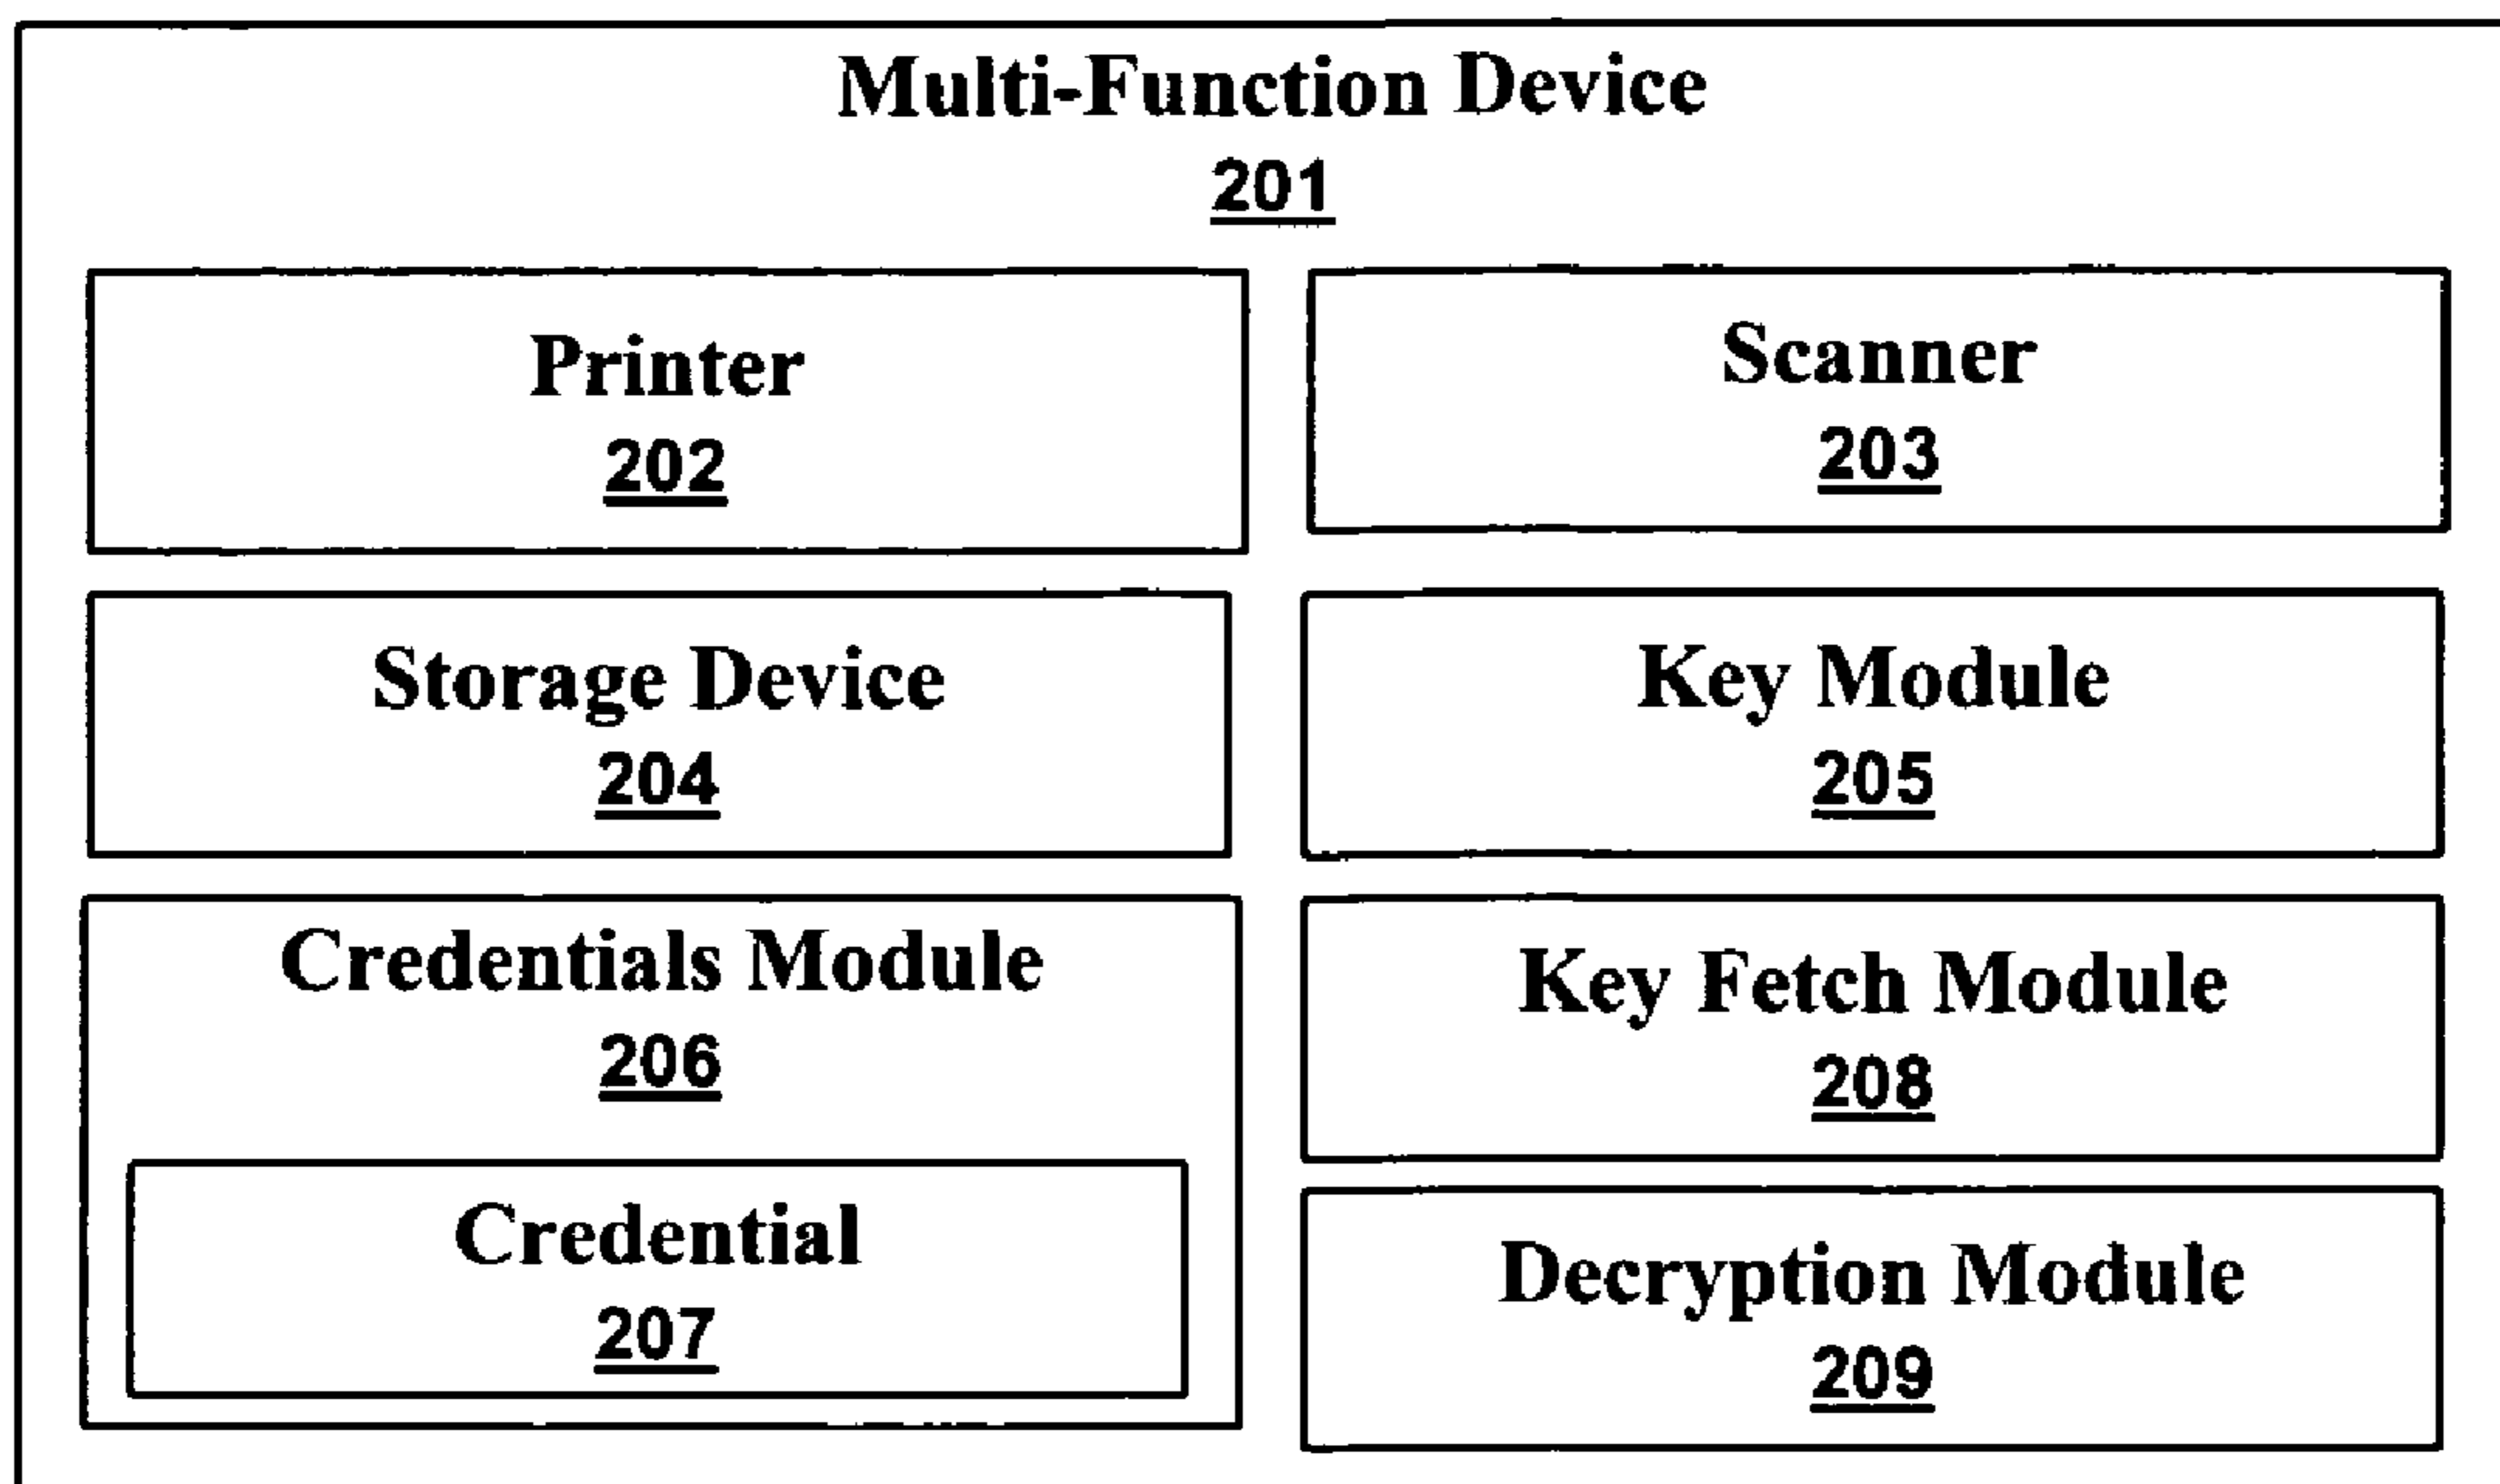 Multi-Function Device
201
Printer
202
Scanner
203
Storage Device
204
Key Module
205
Credentials Module
206
Credential
207
Key Fetch Module
208
Decryption Module
209